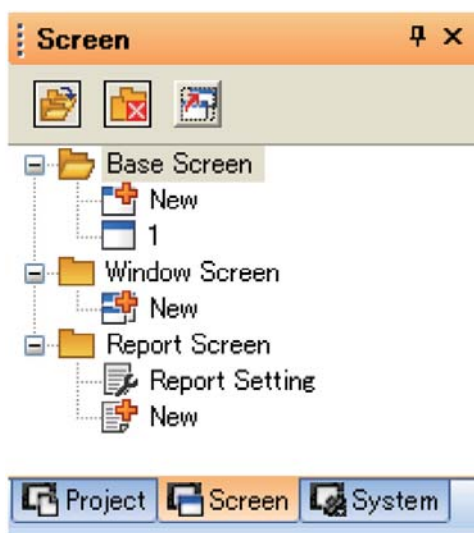 Screen
Base Screen
New
1
Window Screen
New
Report Screen
Report Setting
New
Project Screen System